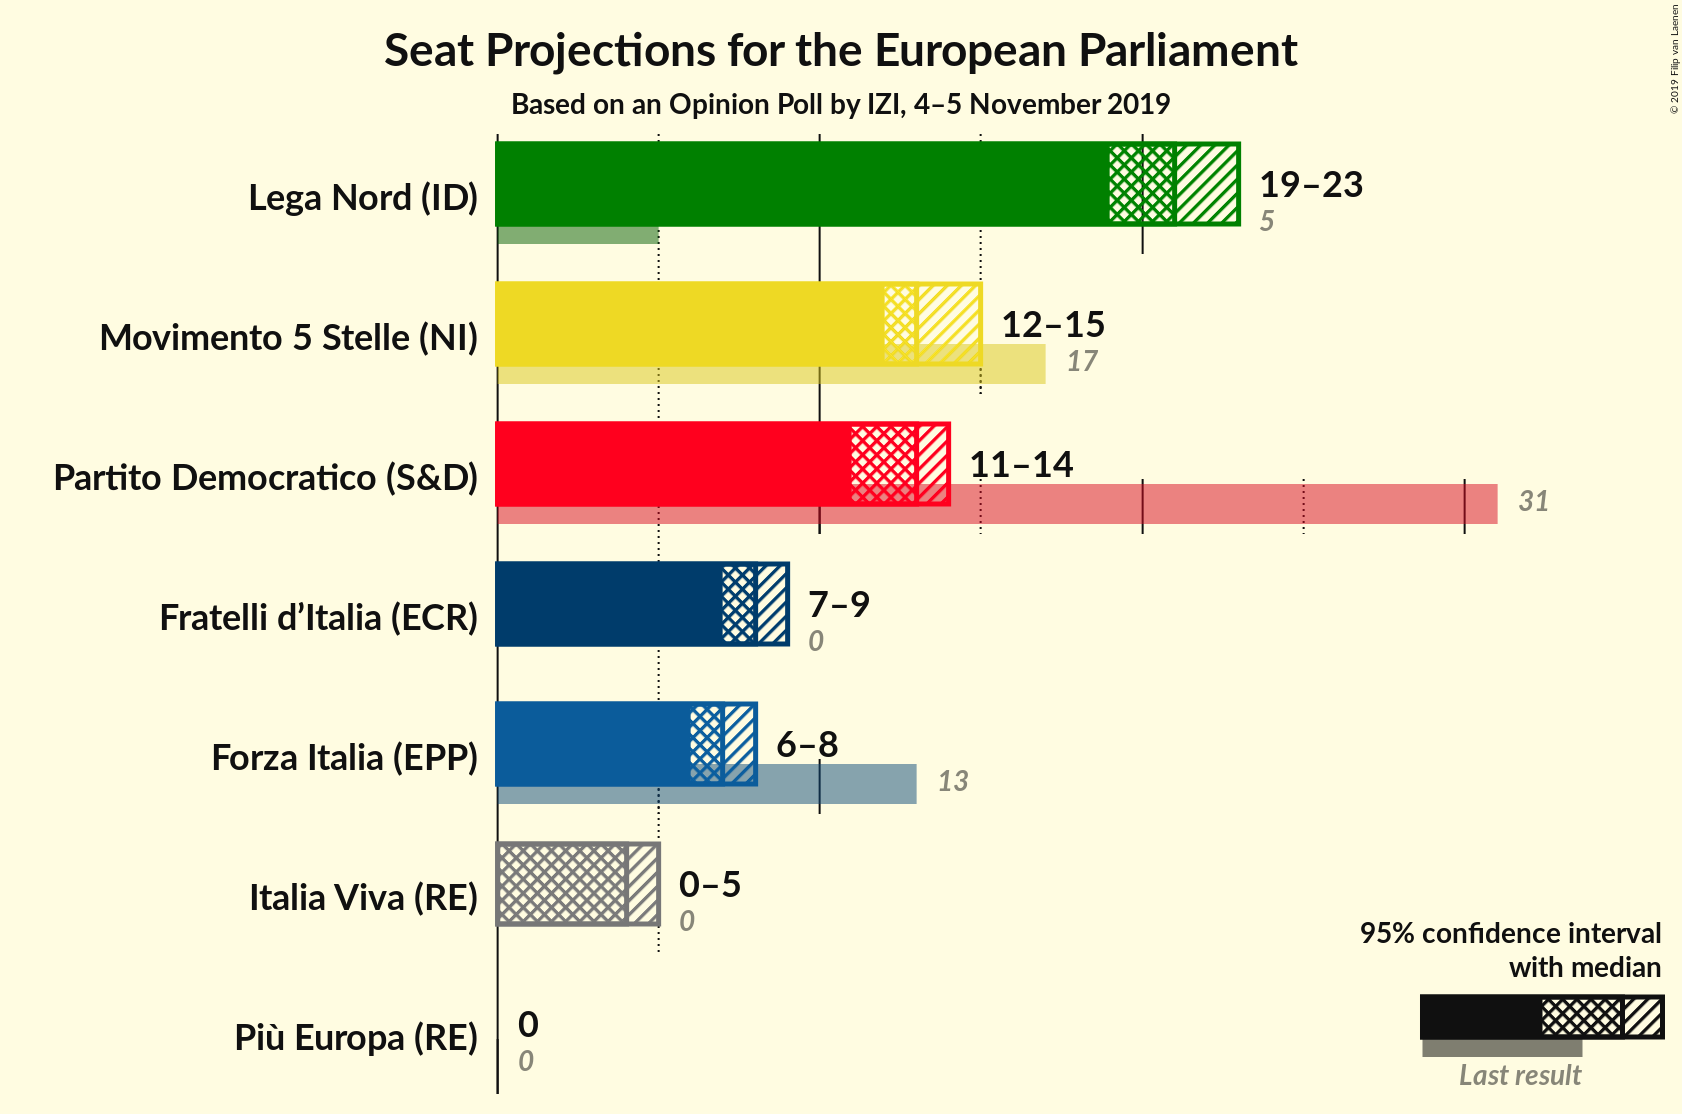 Seat Projections for the European Parliament
Based on an Opinion Poll by IZI, 4–5 November 2019
© 2019 Filip van Laenen
Lega Nord (ID)
19–23
5
Movimento 5 Stelle (NI)
12–15
17
Partito Democratico (S&D)
11–14
31
Fratelli d’Italia (ECR)
7–9
0
Forza Italia (EPP)
6–8
13
Italia Viva (RE)
0–5
0
Più Europa (RE)
0
0
95% confidence interval
with median
Last result